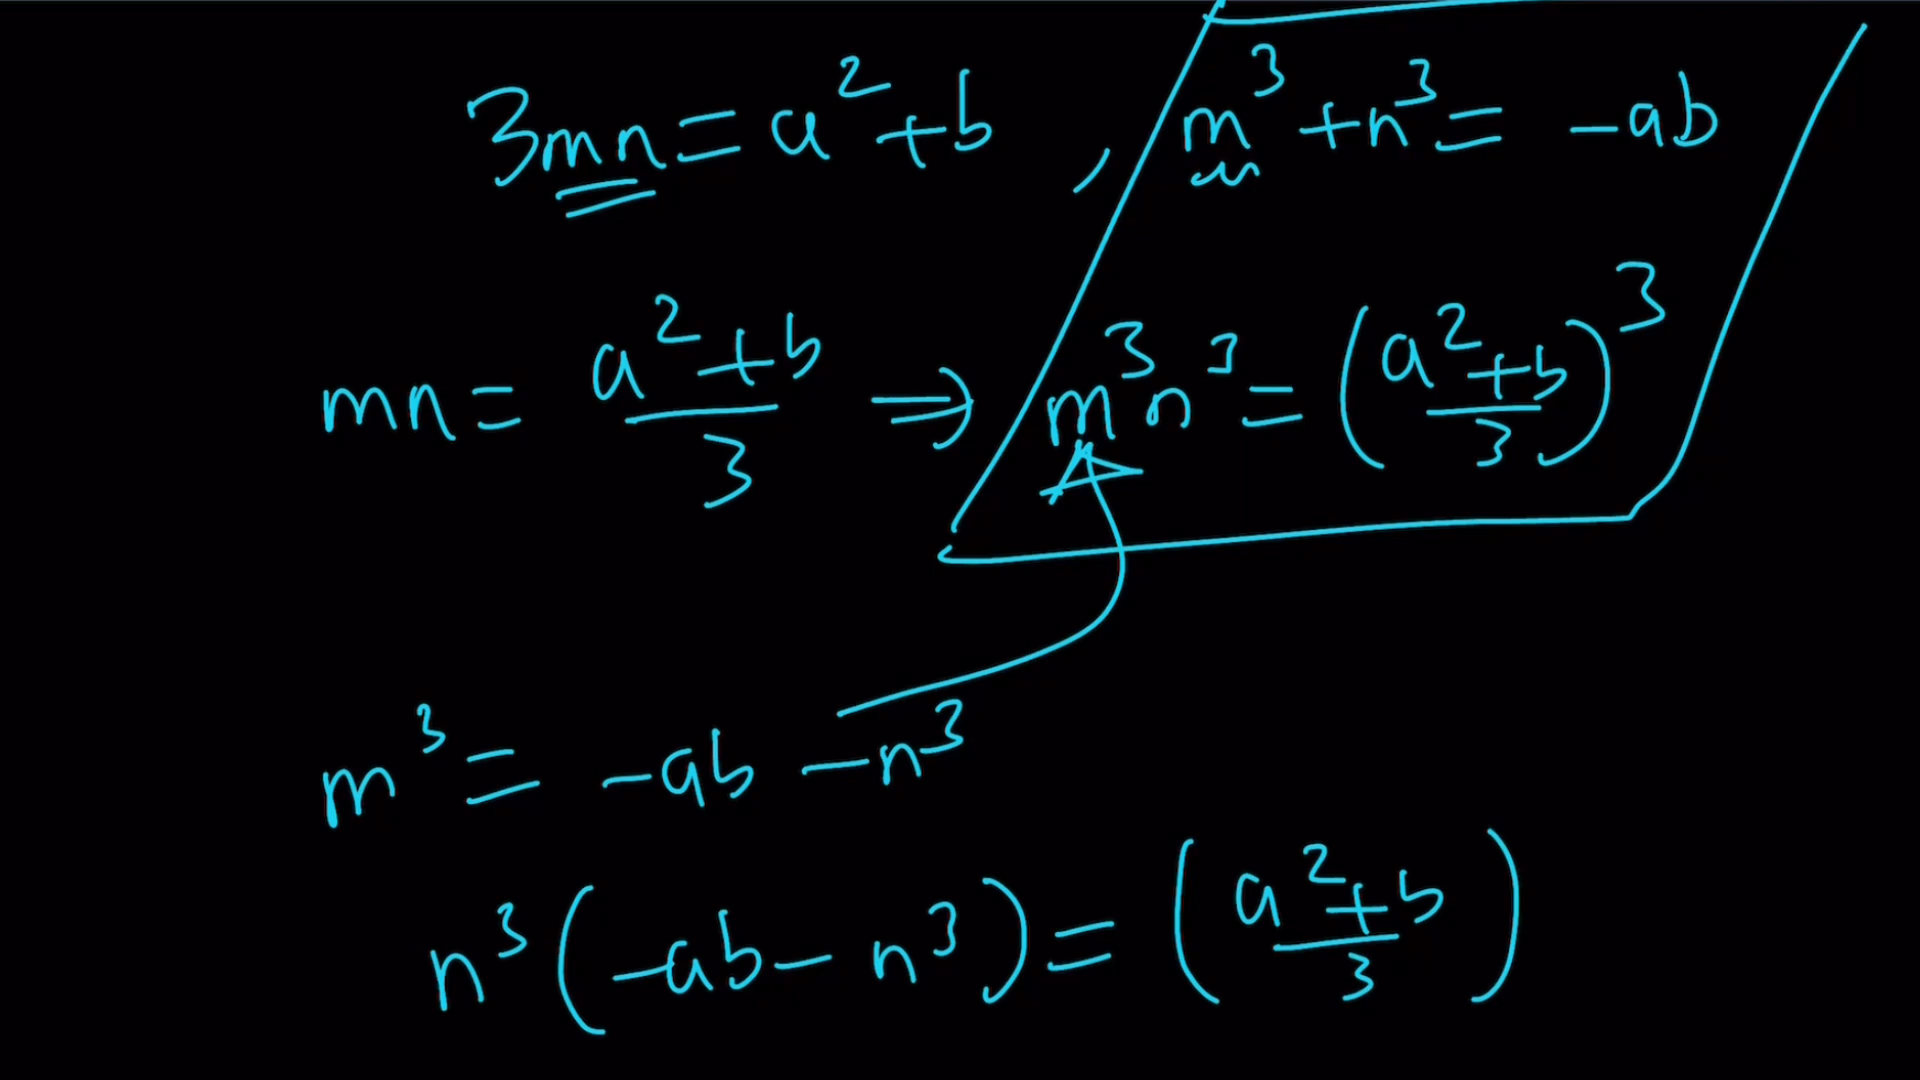 3mn = a² + b , m³ + n³ = -ab
mn = (a² + b)/3 ⇒ m³n³ = ((a² + b)/3)³
m³ = -ab - n³
n³(-ab - n³) = ((a² + b)/3)